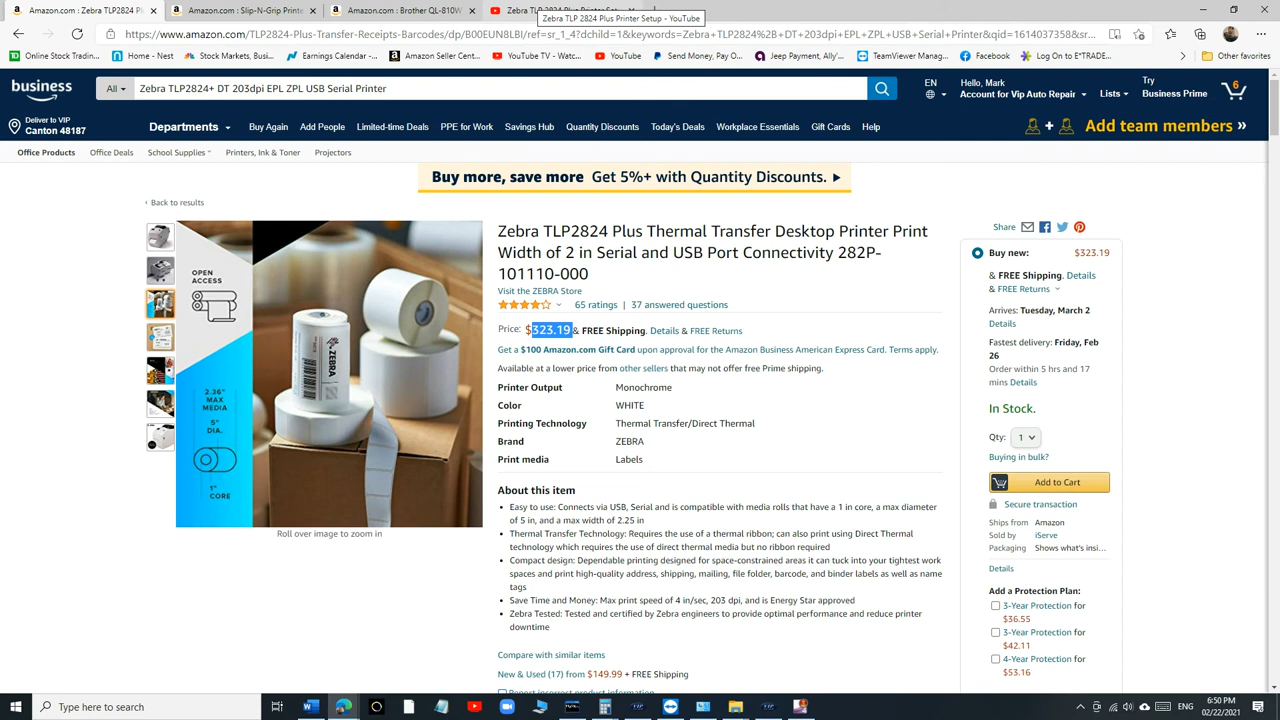 Amazon.com : Zebra TLP 2824 P
Amazon.com : Slip-N-Grip Printer
Amazon.com : Brother QL-810W
Zebra TLP 28
Zebra TLP 2824 Plus Printer Setup - YouTube
https://www.amazon.com/TLP2824-Plus-Transfer-Receipts-Barcodes/dp/B00EUN8LBI/ref=sr_1_4?dchild=1&keywords=Zebra+TLP2824%2B+DT+203dpi+EPL+ZPL+USB+Serial+Printer&qid=1614037358&sr...
Online Stock Tradin...
Home - Nest
Stock Markets, Busi...
Earnings Calendar -...
Amazon Seller Cent...
YouTube TV - Watc...
YouTube
Send Money, Pay O...
Jeep Payment, Ally'...
TeamViewer Manag...
Facebook
Log On to E*TRADE...
Other favorites
business
All
Zebra TLP2824+ DT 203dpi EPL ZPL USB Serial Printer
EN
Hello, Mark
Account for Vip Auto Repair
Lists
Try
Business Prime
6
Deliver to VIP
Canton 48187
Departments
Buy Again
Add People
Limited-time Deals
PPE for Work
Savings Hub
Quantity Discounts
Today's Deals
Workplace Essentials
Gift Cards
Help
Add team members »
Office Products
Office Deals
School Supplies
Printers, Ink & Toner
Projectors
Buy more, save more Get 5%+ with Quantity Discounts.
‹ Back to results
OPEN
ACCESS
2.36"
MAX
MEDIA
5"
DIA.
1"
CORE
ZEBRA
Roll over image to zoom in
Zebra TLP2824 Plus Thermal Transfer Desktop Printer Print
Width of 2 in Serial and USB Port Connectivity 282P-
101110-000
Visit the ZEBRA Store
65 ratings | 37 answered questions
Price: $323.19 & FREE Shipping. Details & FREE Returns
Get a $100 Amazon.com Gift Card upon approval for the Amazon Business American Express Card. Terms apply.
Available at a lower price from other sellers that may not offer free Prime shipping.
Printer Output Monochrome
Color WHITE
Printing Technology Thermal Transfer/Direct Thermal
Brand ZEBRA
Print media Labels
About this item
• Easy to use: Connects via USB, Serial and is compatible with media rolls that have a 1 in core, a max diameter
of 5 in, and a max width of 2.25 in
• Thermal Transfer Technology: Requires the use of a thermal ribbon; can also print using Direct Thermal
technology which requires the use of direct thermal media but no ribbon required
• Compact design: Dependable printing designed for space-constrained areas it can tuck into your tightest work
spaces and print high-quality address, shipping, mailing, file folder, barcode, and binder labels as well as name
tags
• Save Time and Money: Max print speed of 4 in/sec, 203 dpi, and is Energy Star approved
• Zebra Tested: Tested and certified by Zebra engineers to provide optimal performance and reduce printer
downtime
Compare with similar items
New & Used (17) from $149.99 + FREE Shipping
Report incorrect product information
Share
Buy new: $323.19
& FREE Shipping. Details
& FREE Returns
Arrives: Tuesday, March 2
Details
Fastest delivery: Friday, Feb
26
Order within 5 hrs and 17
mins Details
In Stock.
Qty: 1
Buying in bulk?
Add to Cart
Secure transaction
Ships from Amazon
Sold by iServe
Packaging Shows what's insi...
Details
Add a Protection Plan:
3-Year Protection for
$36.55
3-Year Protection for
$42.11
4-Year Protection for
$53.16
Type here to search
ENG
6:50 PM
02/22/2021